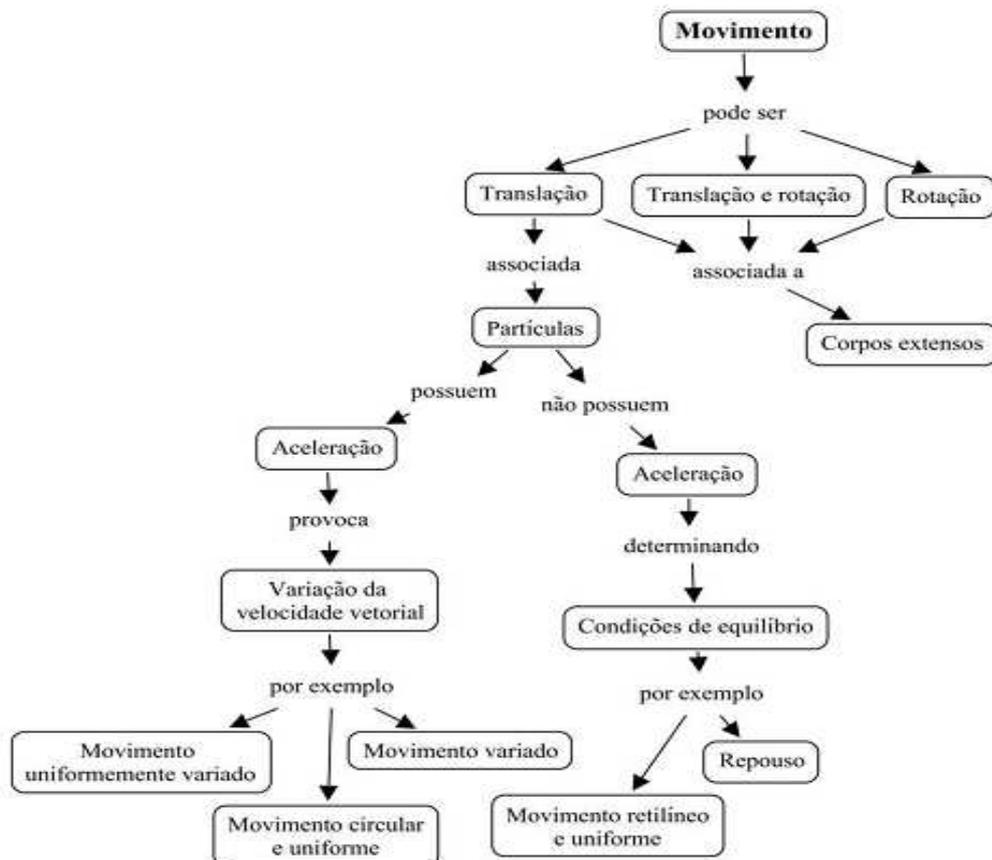 Movimento
pode ser
Translação
Translação e rotação
Rotação
associada
associada a
Partículas
Corpos extensos
possuem
não possuem
Aceleração
Aceleração
provoca
determinando
Variação da
velocidade vetorial
Condições de equilíbrio
por exemplo
por exemplo
Movimento
uniformemente variado
Movimento variado
Repouso
Movimento circular
e uniforme
Movimento retilíneo
e uniforme